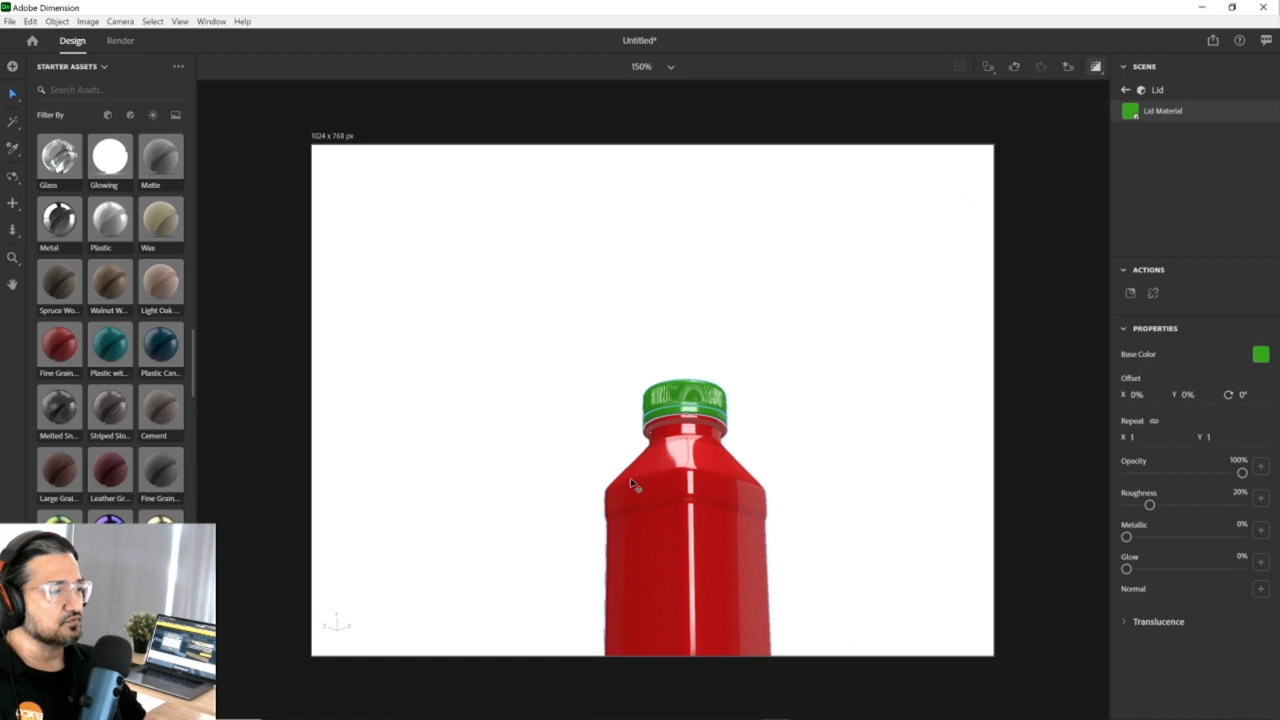 Dn Adobe Dimension
File Edit Object Image Camera Select View Window Help
Design Render Untitled*
STARTER ASSETS 150% SCENE
Search Assets... Lid
Filter By Lid Material
1024 x 768 px
Glass Glowing Matte
Metal Plastic Wax
Spruce Wo... Walnut W... Light Oak ...
Fine Grain... Plastic wit... Plastic Can...
Melted Sn... Striped Sto... Cement
Large Grai... Leather Gr... Fine Grain...
ACTIONS
PROPERTIES
Base Color
Offset
X 0% Y 0% 0°
Repeat
X 1 Y 1
Opacity 100%
Roughness 20%
Metallic 0%
Glow 0%
Normal
Translucence
Y
Z X